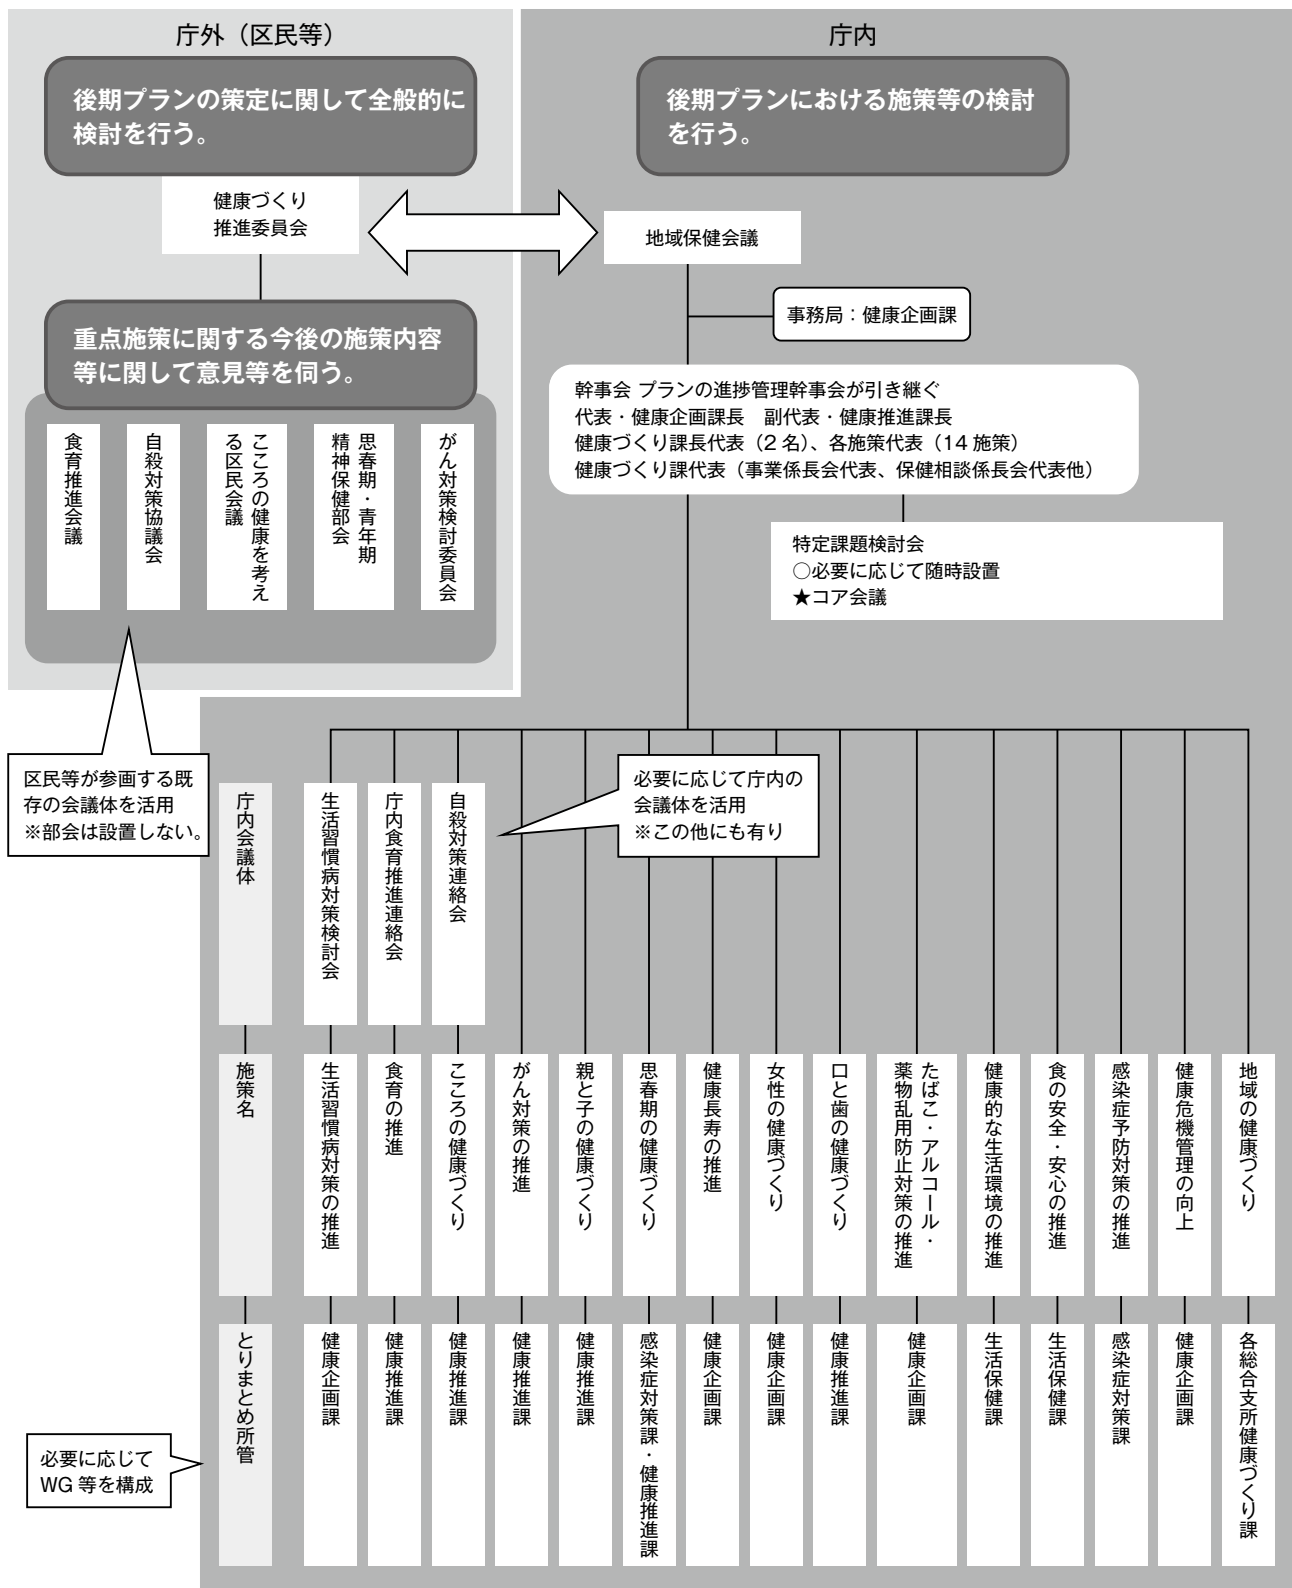 庁外（区民等）
後期プランの策定に関して全般的に
検討を行う。
健康づくり
推進委員会
重点施策に関する今後の施策内容
等に関して意見等を伺う。
食育推進会議
自殺対策協議会
こころの健康を考え
る区民会議
思春期・青年期
精神保健部会
がん対策検討委員会
区民等が参画する既
存の会議体を活用
※部会は設置しない。
庁内
後期プランにおける施策等の検討
を行う。
地域保健会議
事務局：健康企画課
幹事会 プランの進捗管理幹事会が引き継ぐ
代表・健康企画課長　副代表・健康推進課長
健康づくり課長代表（2 名）、各施策代表（14 施策）
健康づくり課代表（事業係長会代表、保健相談係長会代表他）
特定課題検討会
○必要に応じて随時設置
★コア会議
必要に応じて庁内の
会議体を活用
※この他にも有り
庁内会議体
生活習慣病対策検討会
庁内食育推進連絡会
自殺対策連絡会
施策名
生活習慣病対策の推進
食育の推進
こころの健康づくり
がん対策の推進
親と子の健康づくり
思春期の健康づくり
健康長寿の推進
女性の健康づくり
口と歯の健康づくり
たばこ・アルコール・
薬物乱用防止対策の推進
健康的な生活環境の推進
食の安全・安心の推進
感染症予防対策の推進
健康危機管理の向上
地域の健康づくり
とりまとめ所管
健康企画課
健康推進課
健康推進課
健康推進課
健康推進課
感染症対策課・健康推進課
健康企画課
健康企画課
健康推進課
健康企画課
生活保健課
生活保健課
感染症対策課
健康企画課
各総合支所健康づくり課
必要に応じて
WG 等を構成